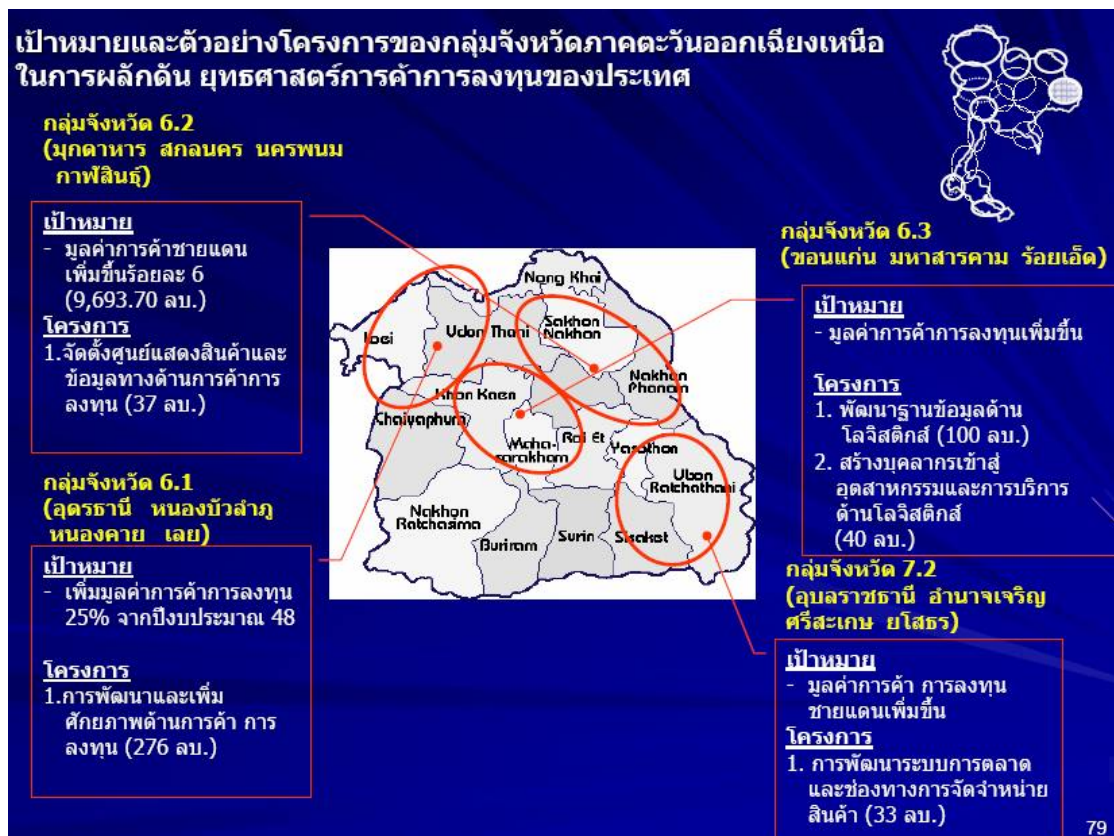 เป้าหมายและตัวอย่างโครงการของกลุ่มจังหวัดภาคตะวันออกเฉียงเหนือ
ในการผลักดัน ยุทธศาสตร์การค้าการลงทุนของประเทศ
กลุ่มจังหวัด 6.2
(มุกดาหาร สกลนคร นครพนม
กาฬสินธุ์)
เป้าหมาย
- มูลค่าการค้าชายแดน
เพิ่มขึ้นร้อยละ 6
(9,693.70 ลบ.)
โครงการ
1.จัดตั้งศูนย์แสดงสินค้าและ
ข้อมูลทางด้านการค้าการ
ลงทุน (37 ลบ.)
กลุ่มจังหวัด 6.1
(อุดรธานี หนองบัวลำภู
หนองคาย เลย)
เป้าหมาย
- เพิ่มมูลค่าการค้าการลงทุน
25% จากปีงบประมาณ 48
โครงการ
1.การพัฒนาและเพิ่ม
ศักยภาพด้านการค้า การ
ลงทุน (276 ลบ.)
Nong Khai
Loei
Udon Thani
Sakhon
Nakhon
Nakhon
Phanom
Khon Kaen
Chaiyaphum
Maha-
sarakham
Roi Et
Yasothon
Ubon
Ratchathani
Nakhon
Ratchasima
Buriram
Surin
Sisaket
กลุ่มจังหวัด 6.3
(ขอนแก่น มหาสารคาม ร้อยเอ็ด)
เป้าหมาย
- มูลค่าการค้าการลงทุนเพิ่มขึ้น
โครงการ
1. พัฒนาฐานข้อมูลด้าน
โลจิสติกส์ (100 ลบ.)
2. สร้างบุคลากรเข้าสู่
อุตสาหกรรมและการบริการ
ด้านโลจิสติกส์
(40 ลบ.)
กลุ่มจังหวัด 7.2
(อุบลราชธานี อำนาจเจริญ
ศรีสะเกษ ยโสธร)
เป้าหมาย
- มูลค่าการค้า การลงทุน
ชายแดนเพิ่มขึ้น
โครงการ
1. การพัฒนาระบบการตลาด
และช่องทางการจัดจำหน่าย
สินค้า (33 ลบ.)
79